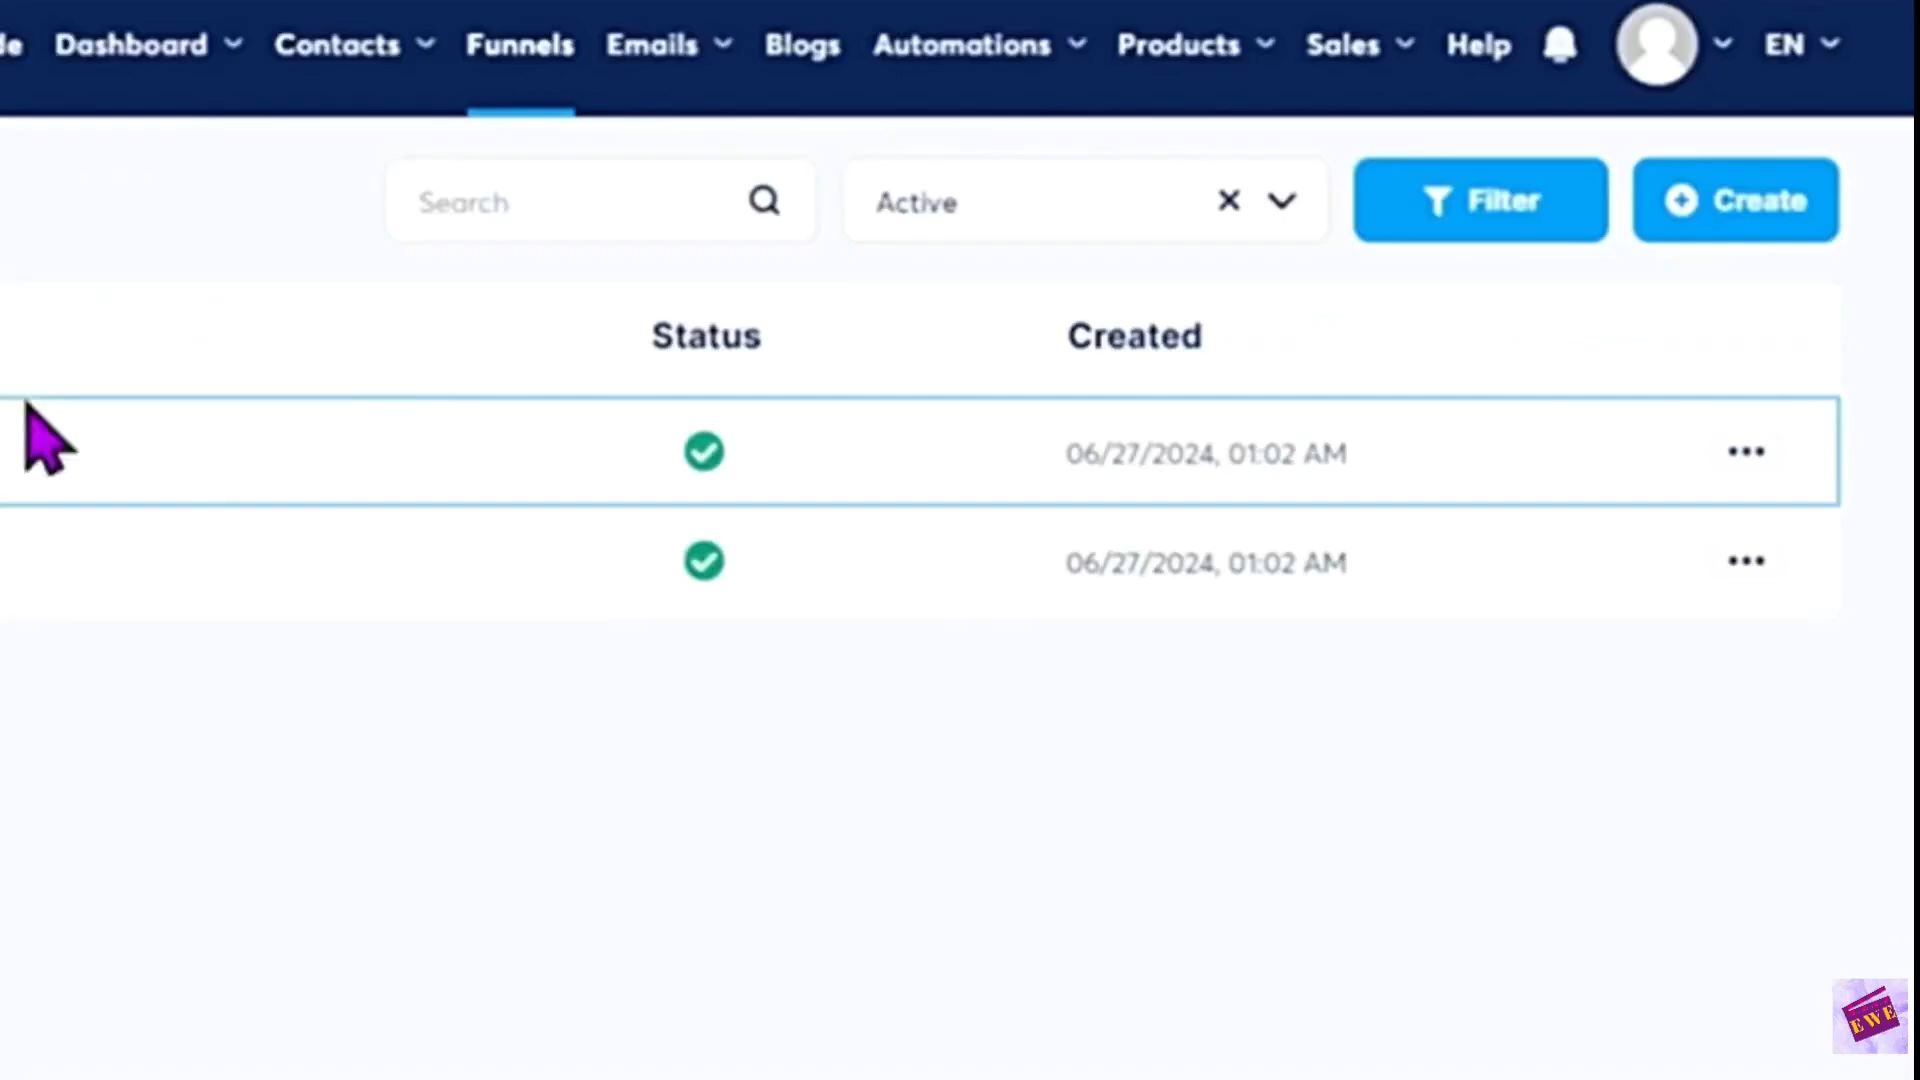 Dashboard Contacts Funnels Emails Blogs Automations Products Sales Help EN
Search Active Filter Create
Status Created
06/27/2024, 01:02 AM
06/27/2024, 01:02 AM
EWE